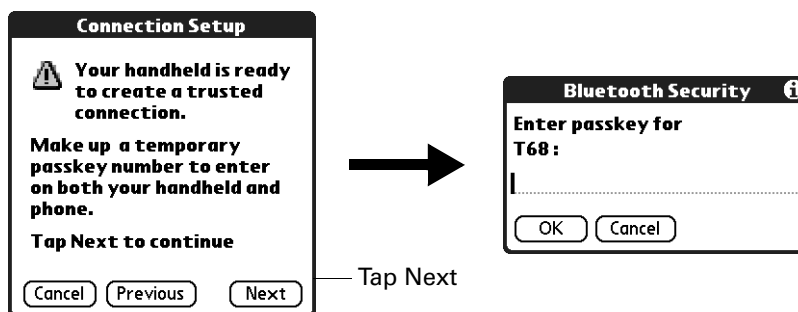 Connection Setup
Your handheld is ready
to create a trusted
connection.
Make up a temporary
passkey number to enter
on both your handheld and
phone.
Tap Next to continue
Cancel Previous Next
Tap Next
Bluetooth Security i
Enter passkey for
T68:
OK Cancel